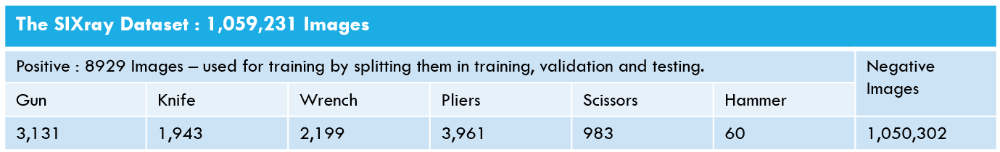 The SIXray Dataset : 1,059,231 Images
Positive : 8929 Images – used for training by splitting them in training, validation and testing.
Negative
Images
Gun Knife Wrench Pliers Scissors Hammer
3,131 1,943 2,199 3,961 983 60 1,050,302